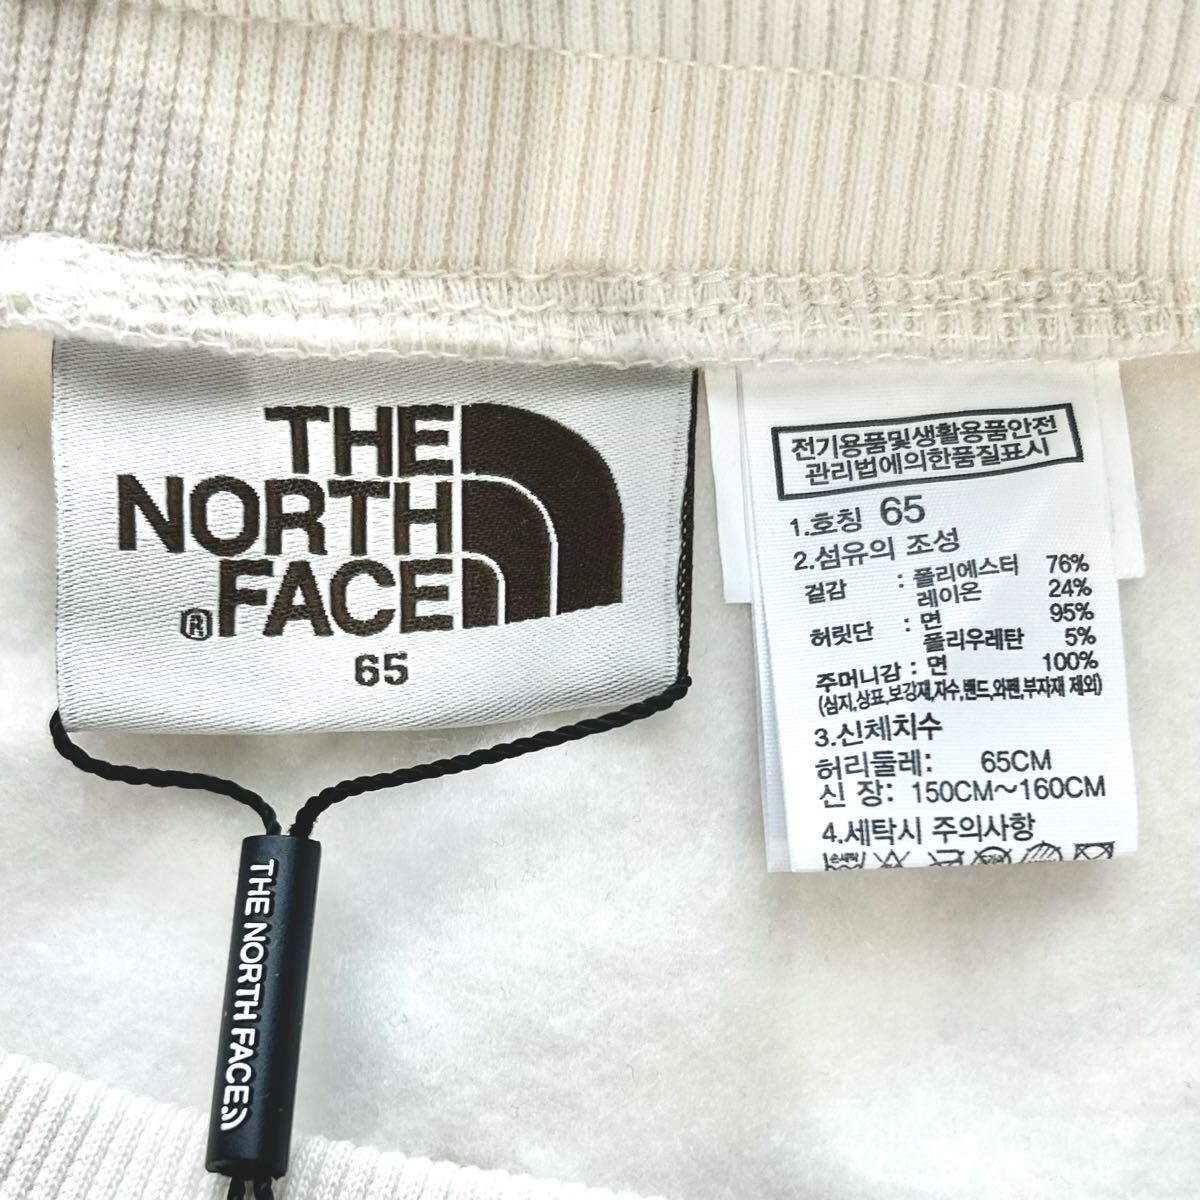 THE
NORTH
®FACE
65
THE NORTH FACE
전기용품및생활용품안전
관리법에의한품질표시
1.호칭 65
2.섬유의 조성
겉감 : 폴리에스터 76%
레이온 24%
허릿단 : 면 95%
폴리우레탄 5%
주머니감 : 면 100%
(심지,상표,보강재,자수,밴드,와펜,부자재 제외)
3.신체치수
허리둘레: 65CM
신 장: 150CM~160CM
4.세탁시 주의사항
손세탁